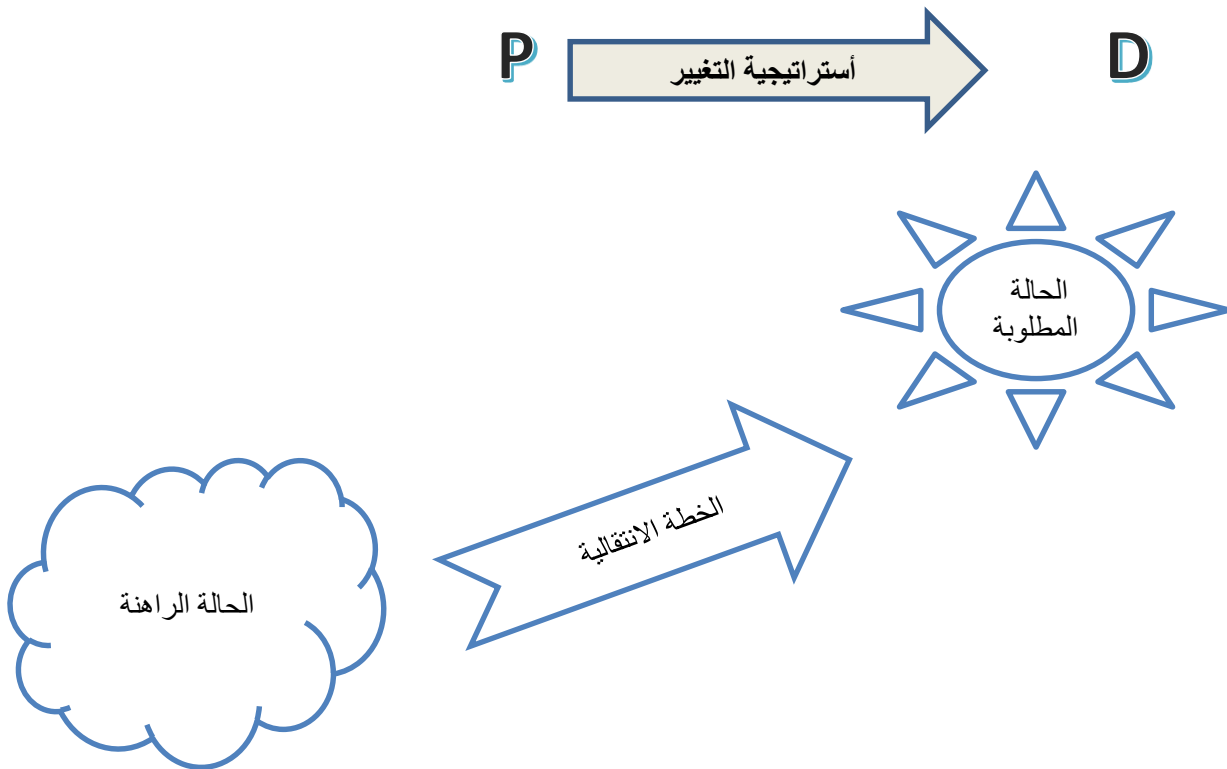 P
أستراتيجية التغيير
D
الحالة
المطلوبة
الخطة الانتقالية
الحالة الراهنة